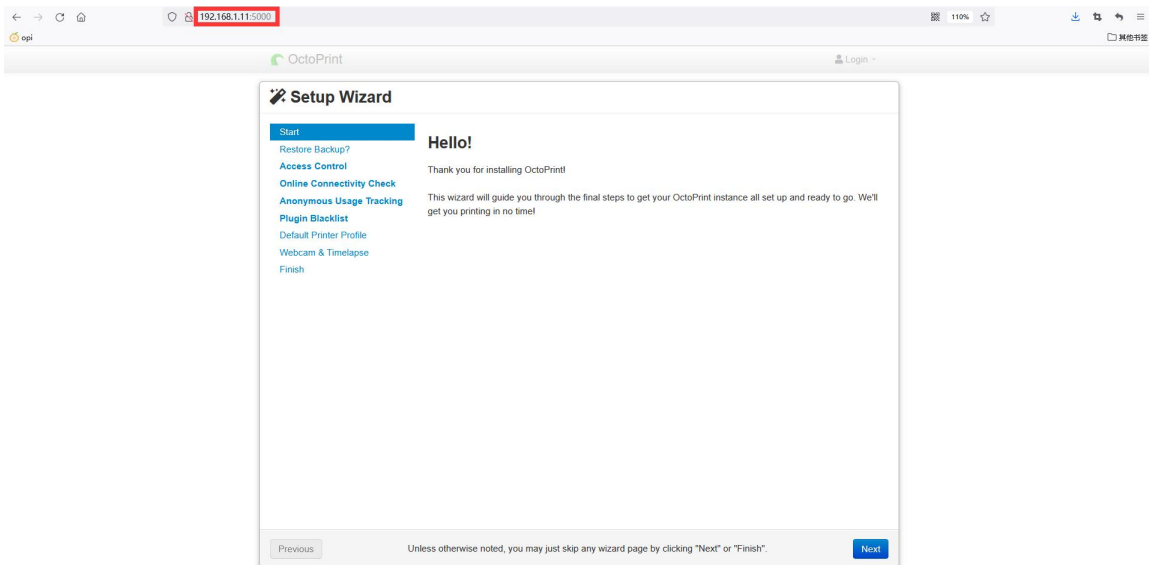 192.168.1.11:5000
110%
opi
其他书签
OctoPrint
Login
Setup Wizard
Start
Restore Backup?
Access Control
Online Connectivity Check
Anonymous Usage Tracking
Plugin Blacklist
Default Printer Profile
Webcam & Timelapse
Finish
Hello!
Thank you for installing OctoPrint!
This wizard will guide you through the final steps to get your OctoPrint instance all set up and ready to go. We'll
get you printing in no time!
Previous
Unless otherwise noted, you may just skip any wizard page by clicking "Next" or "Finish".
Next